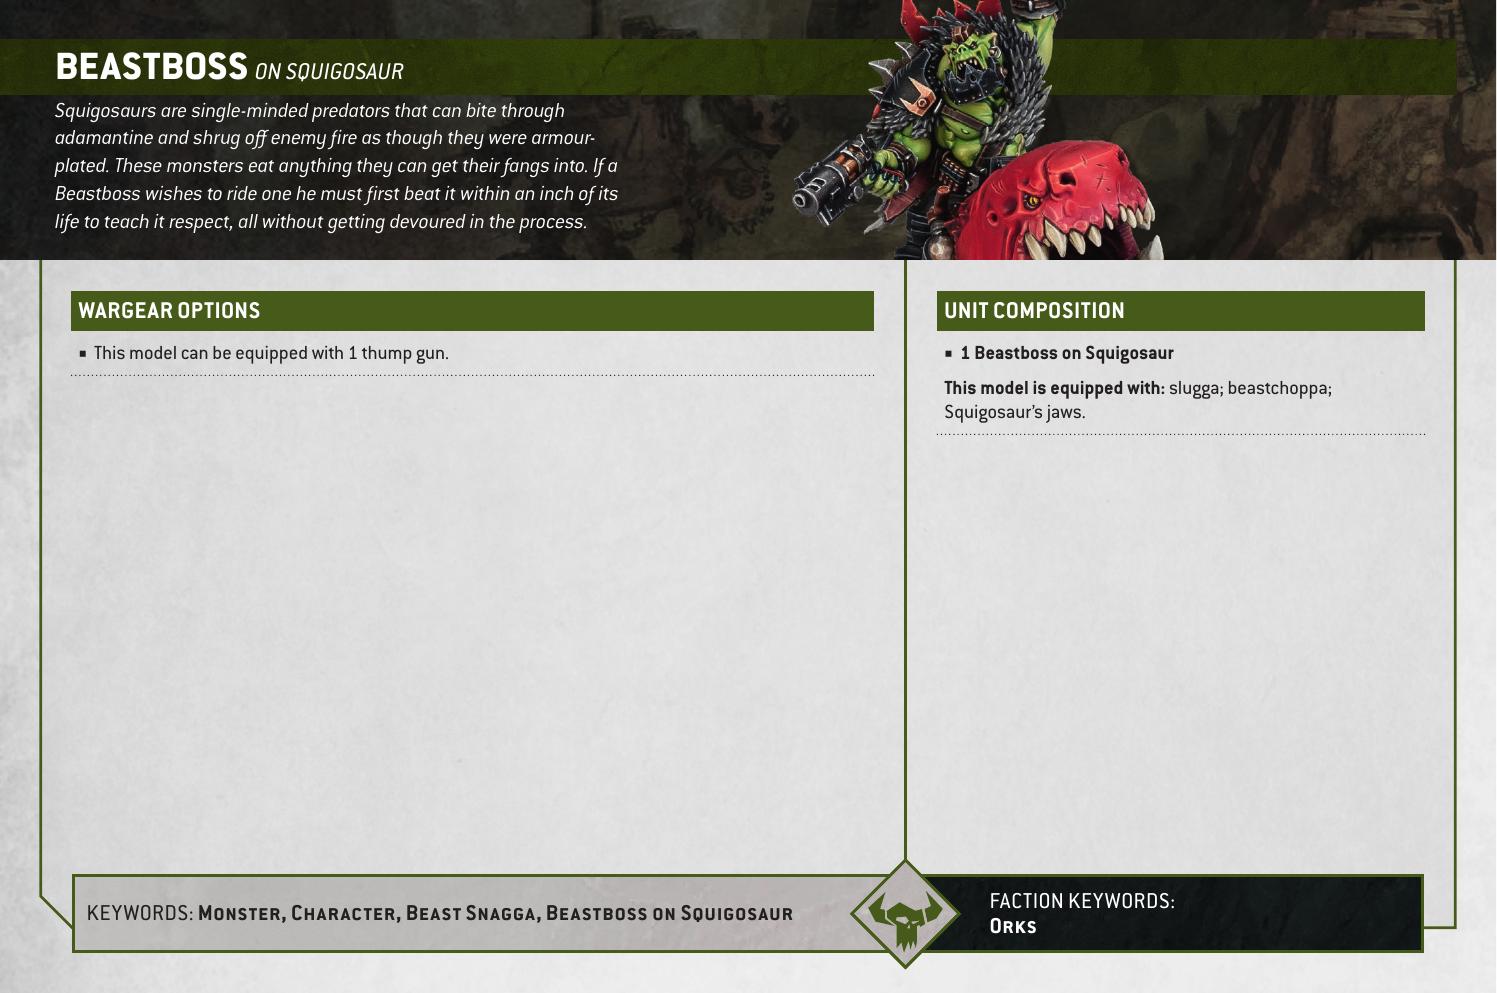 BEASTBOSS ON SQUIGOSAUR
Squigosaurs are single-minded predators that can bite through
adamantine and shrug off enemy fire as though they were armour-
plated. These monsters eat anything they can get their fangs into. If a
Beastboss wishes to ride one he must first beat it within an inch of its
life to teach it respect, all without getting devoured in the process.
WARGEAR OPTIONS
▪ This model can be equipped with 1 thump gun.
UNIT COMPOSITION
▪ 1 Beastboss on Squigosaur
This model is equipped with: slugga; beastchoppa;
Squigosaur’s jaws.
KEYWORDS: Monster, Character, Beast Snagga, Beastboss on Squigosaur
FACTION KEYWORDS:
Orks